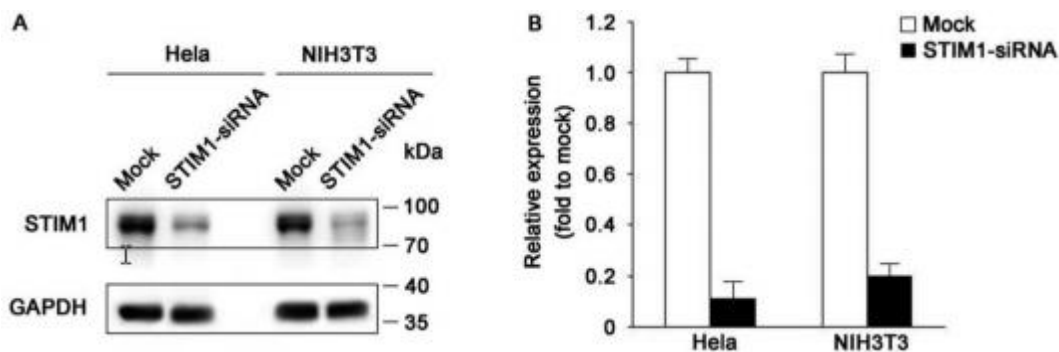 A
Hela NIH3T3
Mock STIM1-siRNA Mock STIM1-siRNA kDa
STIM1
100
70
GAPDH
40
35
B
Mock
STIM1-siRNA
Relative expression
(fold to mock)
1.2
1.0
0.8
0.6
0.4
0.2
0
Hela NIH3T3